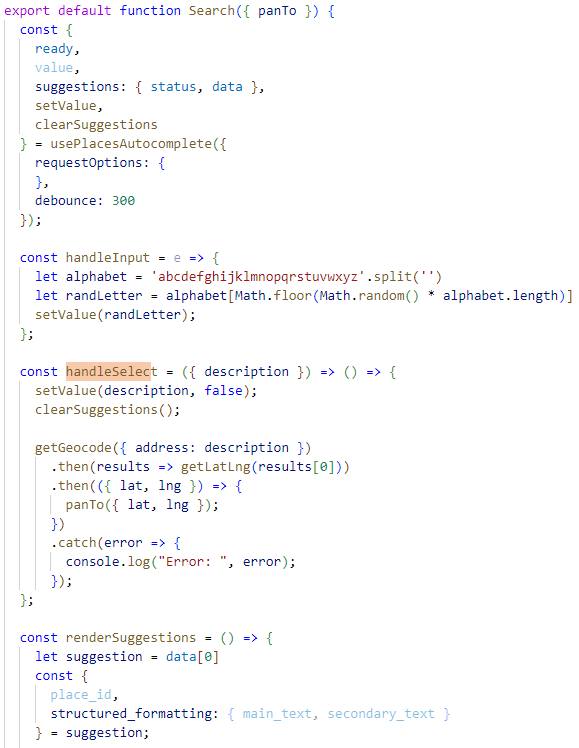 export default function Search({ panTo }) {
  const {
    ready,
    value,
    suggestions: { status, data },
    setValue,
    clearSuggestions
  } = usePlacesAutocomplete({
    requestOptions: {
    },
    debounce: 300
  });

  const handleInput = e => {
    let alphabet = 'abcdefghijklmnopqrstuvwxyz'.split('')
    let randLetter = alphabet[Math.floor(Math.random() * alphabet.length)]
    setValue(randLetter);
  };

  const handleSelect = ({ description }) => () => {
    setValue(description, false);
    clearSuggestions();

    getGeocode({ address: description })
      .then(results => getLatLng(results[0]))
      .then(({ lat, lng }) => {
        panTo({ lat, lng });
      })
      .catch(error => {
        console.log("Error: ", error);
      });
  };

  const renderSuggestions = () => {
    let suggestion = data[0]
    const {
      place_id,
      structured_formatting: { main_text, secondary_text }
    } = suggestion;